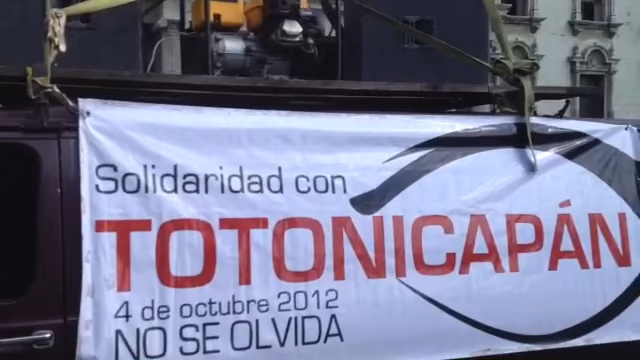 Solidaridad con
TOTONICAPÁN
4 de octubre 2012
NO SE OLVIDA